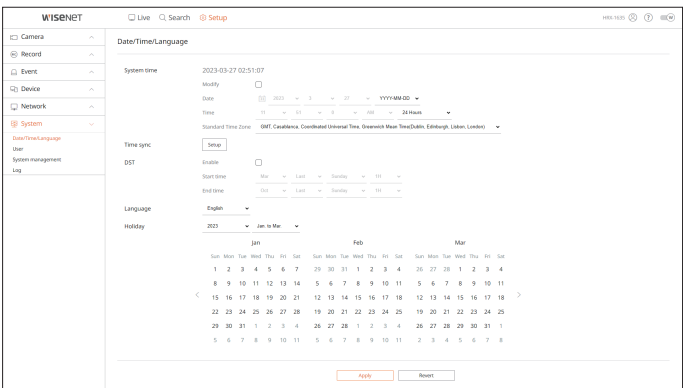 WISENET Live Search Setup HRX-1635
Camera
Record
Event
Device
Network
System
Date/Time/Language
User
System management
Log
Date/Time/Language
System time 2023-03-27 02:51:07
Modify
Date 2023 3 27 YYYY-MM-DD
Time 11 51 0 AM 24 Hours
Standard Time Zone GMT, Casablanca, Coordinated Universal Time, Greenwich Mean Time(Dublin, Edinburgh, Lisbon, London)
Time sync Setup
DST Enable
Start time Mar Last Sunday 1H
End time Oct Last Sunday 1H
Language English
Holiday 2023 Jan. to Mar
Jan Feb Mar
Sun Mon Tue Wed Thu Fri Sat Sun Mon Tue Wed Thu Fri Sat Sun Mon Tue Wed Thu Fri Sat
1 2 3 4 5 6 7 29 30 31 1 2 3 4 26 27 28 1 2 3 4
8 9 10 11 12 13 14 5 6 7 8 9 10 11 5 6 7 8 9 10 11
15 16 17 18 19 20 21 12 13 14 15 16 17 18 12 13 14 15 16 17 18
22 23 24 25 26 27 28 19 20 21 22 23 24 25 19 20 21 22 23 24 25
29 30 31 1 2 3 4 26 27 28 1 2 3 4 26 27 28 29 30 31 1
5 6 7 8 9 10 11 5 6 7 8 9 10 11 2 3 4 5 6 7 8
Apply Revert